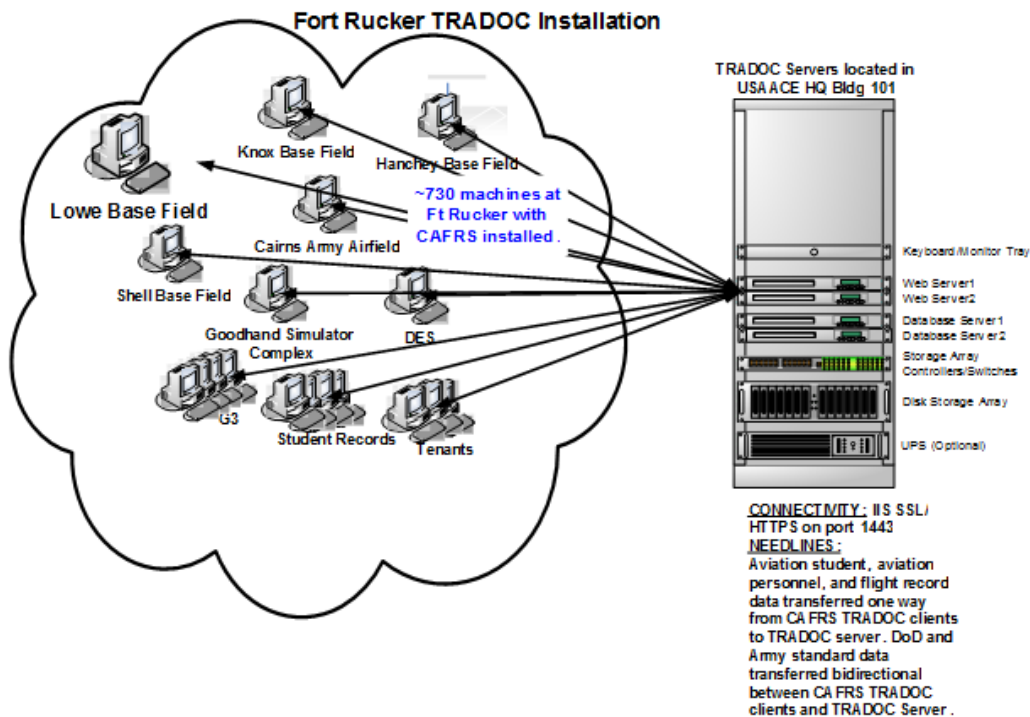 Fort Rucker TRADOC Installation
TRADOC Servers located in
USAACE HQ Bldg 101
Knox Base Field
Hanchey Base Field
~730 machines at
Ft Rucker with
CAFRS installed .
Lowe Base Field
Cairns Army Airfield
Shell Base Field
Goodhand Simulator
Complex
DES
G3
Student Records
Tenants
Keyboard/Monitor Tray
Web Server1
Web Server2
Database Server1
Database Server2
Storage Array
Controllers/Switches
Disk Storage Array
UPS (Optional)
CONNECTIVITY : IIS SSL/
HTTPS on port 1443
NEEDLINES :
Aviation student, aviation
personnel, and flight record
data transferred one way
from CAFRS TRADOC clients
to TRADOC server . DoD and
Army standard data
transferred bidirectional
between CAFRS TRADOC
clients and TRADOC Server .